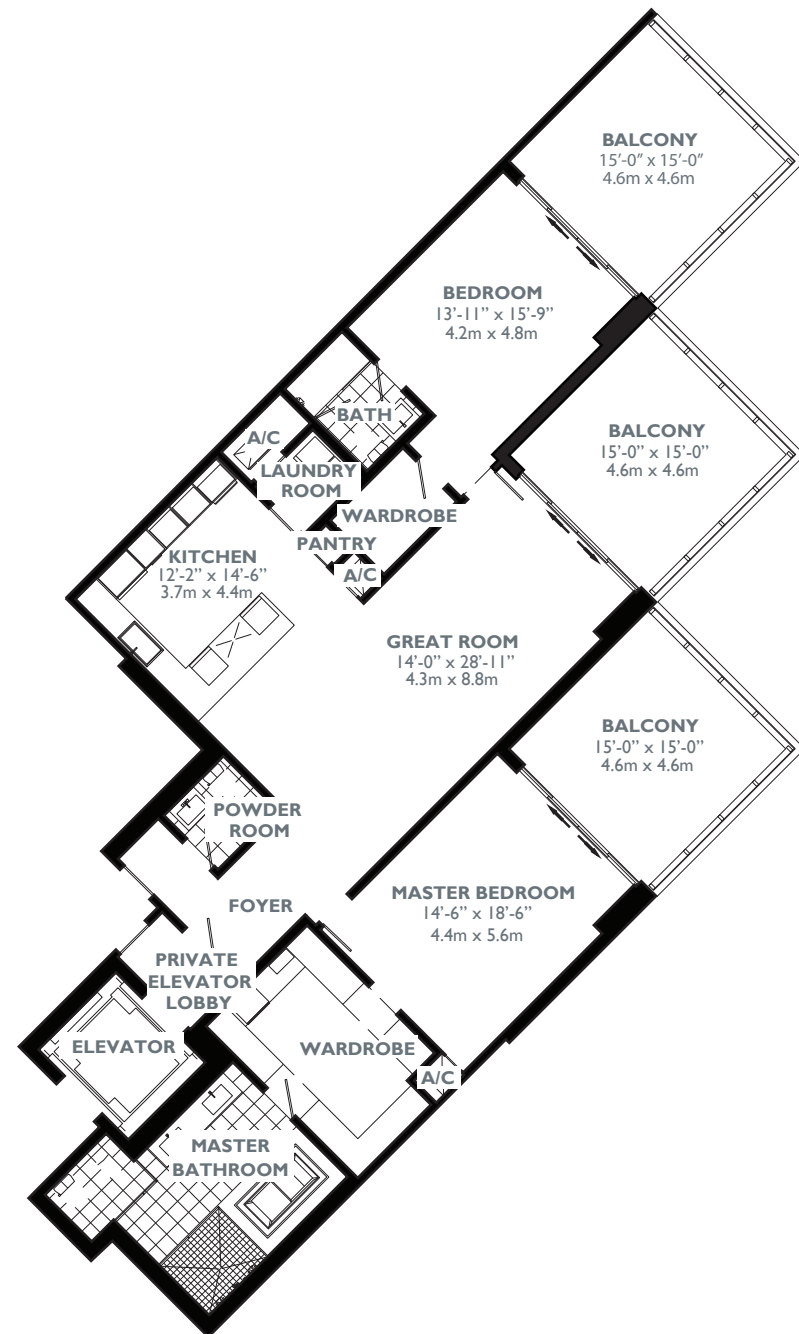 BALCONY
15'-0" x 15'-0"
4.6m x 4.6m
BEDROOM
13'-11” x 15'-9”
4.2m x 4.8m
BATH
A/C
BALCONY
15'-0” x 15'-0”
4.6m x 4.6m
LAUNDRY
ROOM
WARDROBE
PANTRY
KITCHEN
12'-2” x 14'-6”
3.7m x 4.4m
A/C
GREAT ROOM
14'-0” x 28'-11”
4.3m x 8.8m
BALCONY
15'-0” x 15'-0”
4.6m x 4.6m
POWDER
ROOM
MASTER BEDROOM
14'-6” x 18'-6”
4.4m x 5.6m
FOYER
PRIVATE
ELEVATOR
LOBBY
ELEVATOR
WARDROBE
A/C
MASTER
BATHROOM